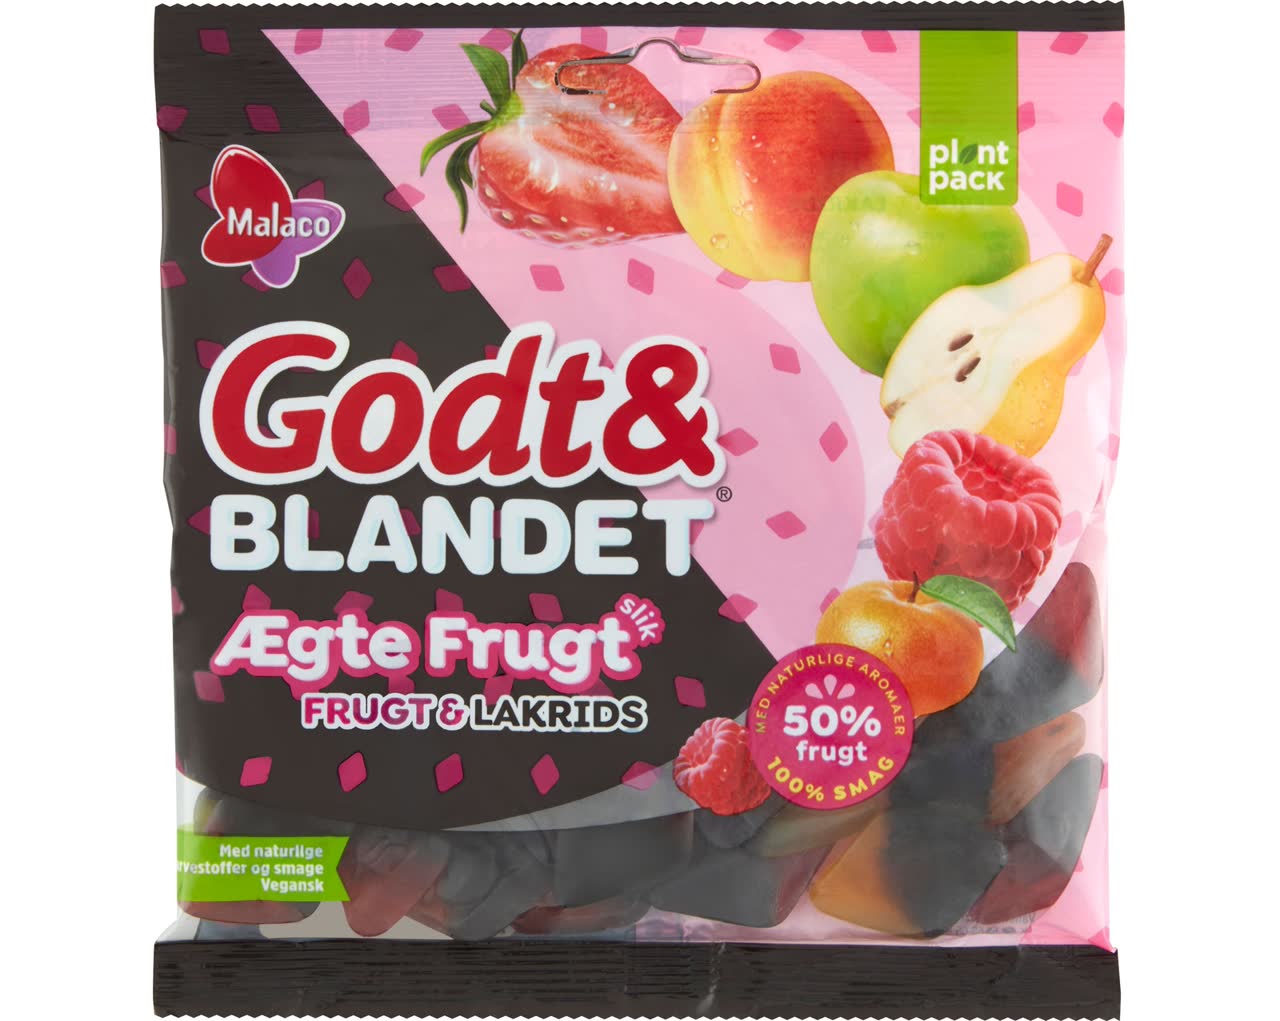 plant
pack
Malaco
Godt&
BLANDET®
Ægte Frugt
slik
FRUGT & LAKRIDS
MED NATURLIGE AROMAER
50%
frugt
100% SMAG
Med naturlige
farvestoffer og smage
Vegansk